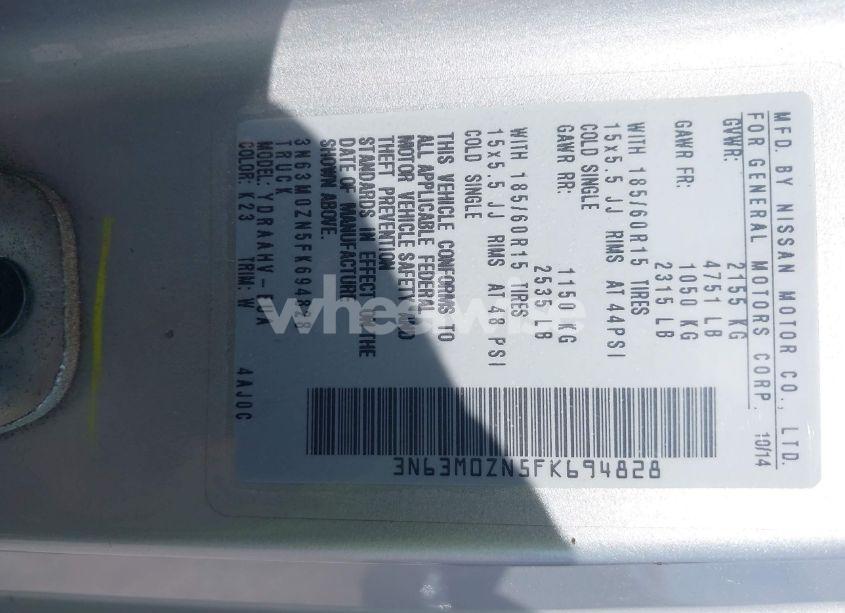 MFD. BY NISSAN MOTOR CO., LTD.
FOR GENERAL MOTORS CORP. 10/14
GVWR: 2155 KG
4751 LB
GAWR FR: 1050 KG
2315 LB
WITH 185/60R15 TIRES
15x5.5 JJ RIMS AT 44PSI
COLD SINGLE
GAWR RR: 1150 KG
2535 LB
WITH 185/60R15 TIRES
15x5.5 JJ RIMS AT 48 PSI
COLD SINGLE
THIS VEHICLE CONFORMS TO
ALL APPLICABLE FEDERAL
MOTOR VEHICLE SAFETY AND
THEFT PREVENTION
STANDARDS IN EFFECT ON THE
DATE OF MANUFACTURE
SHOWN ABOVE.
3N63M0ZN5FK694828
TRUCK
MODEL: YDRAAHV-EUA
COLOR: K23 TRIM: W 4AJ0C
3N63M0ZN5FK694828
wheelwise